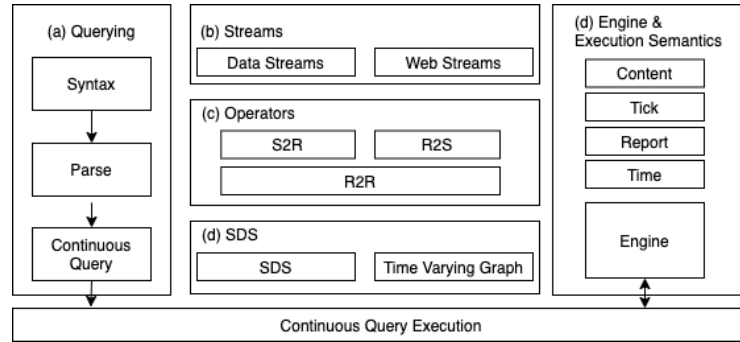 (a) Querying
Syntax
Parse
Continuous
Query
(b) Streams
Data Streams
Web Streams
(c) Operators
S2R
R2S
R2R
(d) SDS
SDS
Time Varying Graph
(d) Engine &
Execution Semantics
Content
Tick
Report
Time
Engine
Continuous Query Execution